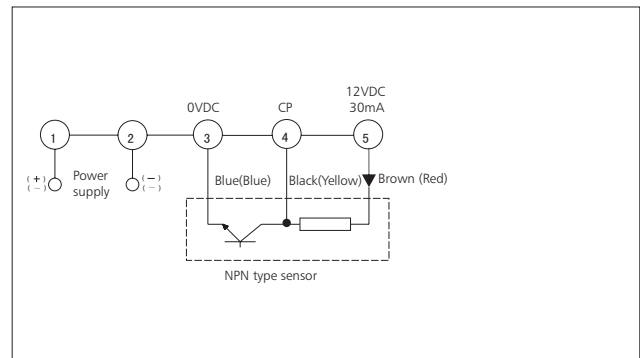 12VDC
0VDC CP 30mA
1 2 3 4 5
(+) Power (−)
(~) supply (~)
Blue(Blue) Black(Yellow) Brown (Red)
NPN type sensor